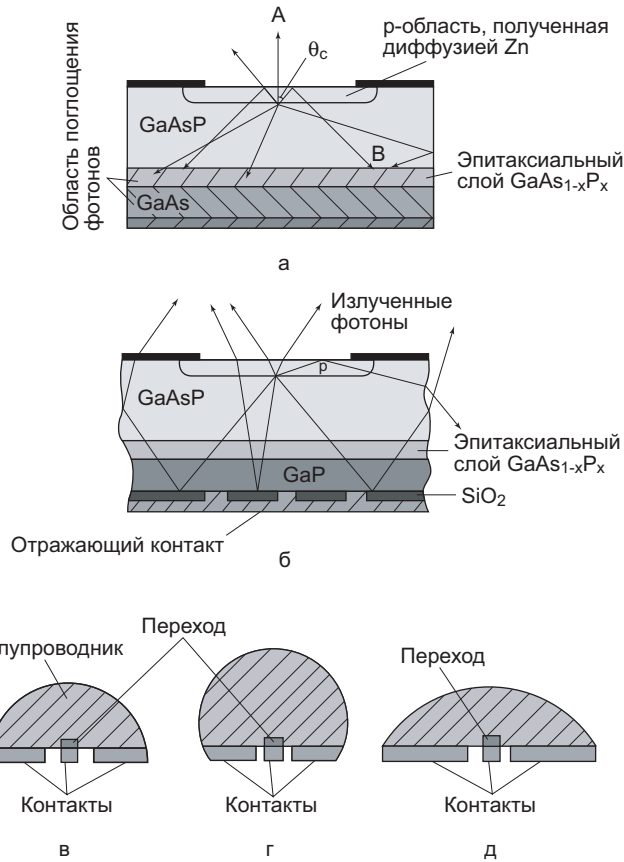 A
θc
p-область, полученная
диффузией Zn
Область поглощения
фотонов
GaAsP
B
Эпитаксиальный
слой GaAs1-xPx
GaAs
а
Излученные
фотоны
p
GaAsP
Эпитаксиальный
слой GaAs1-xPx
GaP
SiO2
Отражающий контакт
б
лупроводник
Переход
Переход
Контакты
Контакты
Контакты
в
г
д